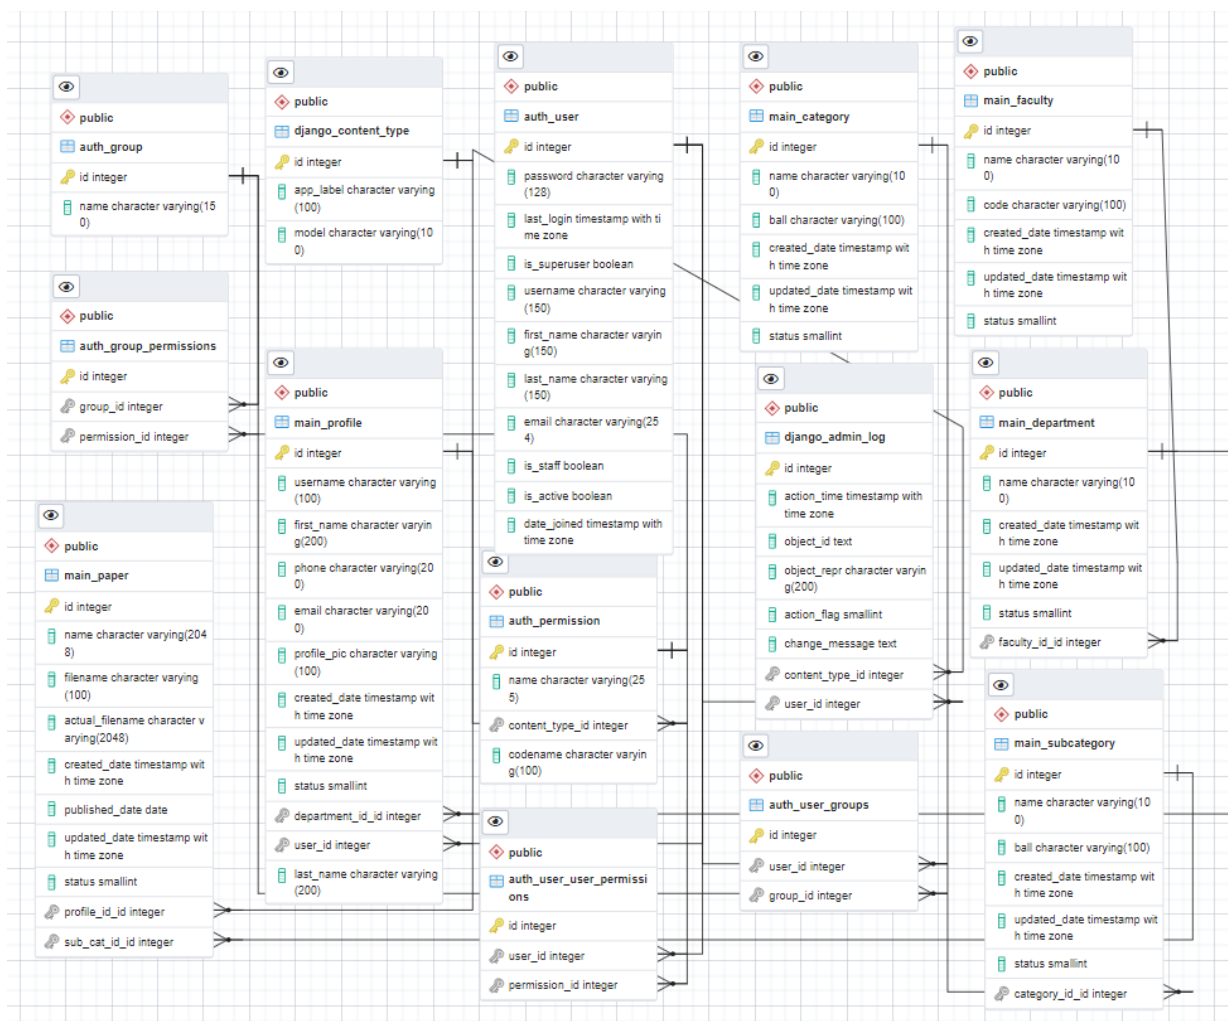 public
auth_group
id integer
name character varying(15
0)
public
auth_group_permissions
id integer
group_id integer
permission_id integer
public
main_paper
id integer
name character varying(204
8)
filename character varying
(100)
actual_filename character v
arying(2048)
created_date timestamp wit
h time zone
published_date date
updated_date timestamp wit
h time zone
status smallint
profile_id_id integer
sub_cat_id_id integer
public
django_content_type
id integer
app_label character varying
(100)
model character varying(10
0)
public
main_profile
id integer
username character varying
(100)
first_name character varyin
g(200)
phone character varying(20
0)
email character varying(20
0)
profile_pic character varying
(100)
created_date timestamp wit
h time zone
updated_date timestamp wit
h time zone
status smallint
department_id_id integer
user_id integer
last_name character varying
(200)
public
auth_user
id integer
password character varying
(128)
last_login timestamp with ti
me zone
is_superuser boolean
username character varying
(150)
first_name character varyin
g(150)
last_name character varying
(150)
email character varying(25
4)
is_staff boolean
is_active boolean
date_joined timestamp with
time zone
public
auth_permission
id integer
name character varying(25
5)
content_type_id integer
codename character varyin
g(100)
public
auth_user_user_permissi
ons
id integer
user_id integer
permission_id integer
public
main_category
id integer
name character varying(10
0)
ball character varying(100)
created_date timestamp wit
h time zone
updated_date timestamp wit
h time zone
status smallint
public
django_admin_log
id integer
action_time timestamp with
time zone
object_id text
object_repr character varyin
g(200)
action_flag smallint
change_message text
content_type_id integer
user_id integer
public
auth_user_groups
id integer
user_id integer
group_id integer
public
main_faculty
id integer
name character varying(10
0)
code character varying(100)
created_date timestamp wit
h time zone
updated_date timestamp wit
h time zone
status smallint
public
main_department
id integer
name character varying(10
0)
created_date timestamp wit
h time zone
updated_date timestamp wit
h time zone
status smallint
faculty_id_id integer
public
main_subcategory
id integer
name character varying(10
0)
ball character varying(100)
created_date timestamp wit
h time zone
updated_date timestamp wit
h time zone
status smallint
category_id_id integer